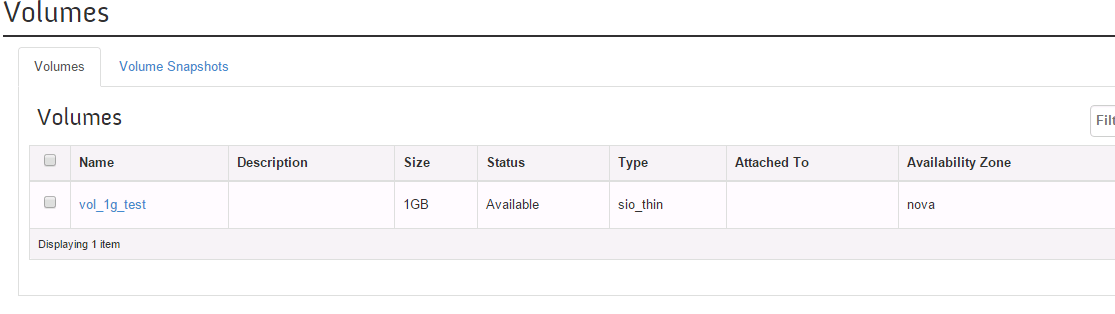 Volumes
Volumes Volume Snapshots
Volumes
Filt
Name Description Size Status Type Attached To Availability Zone
vol_1g_test 1GB Available sio_thin nova
Displaying 1 item